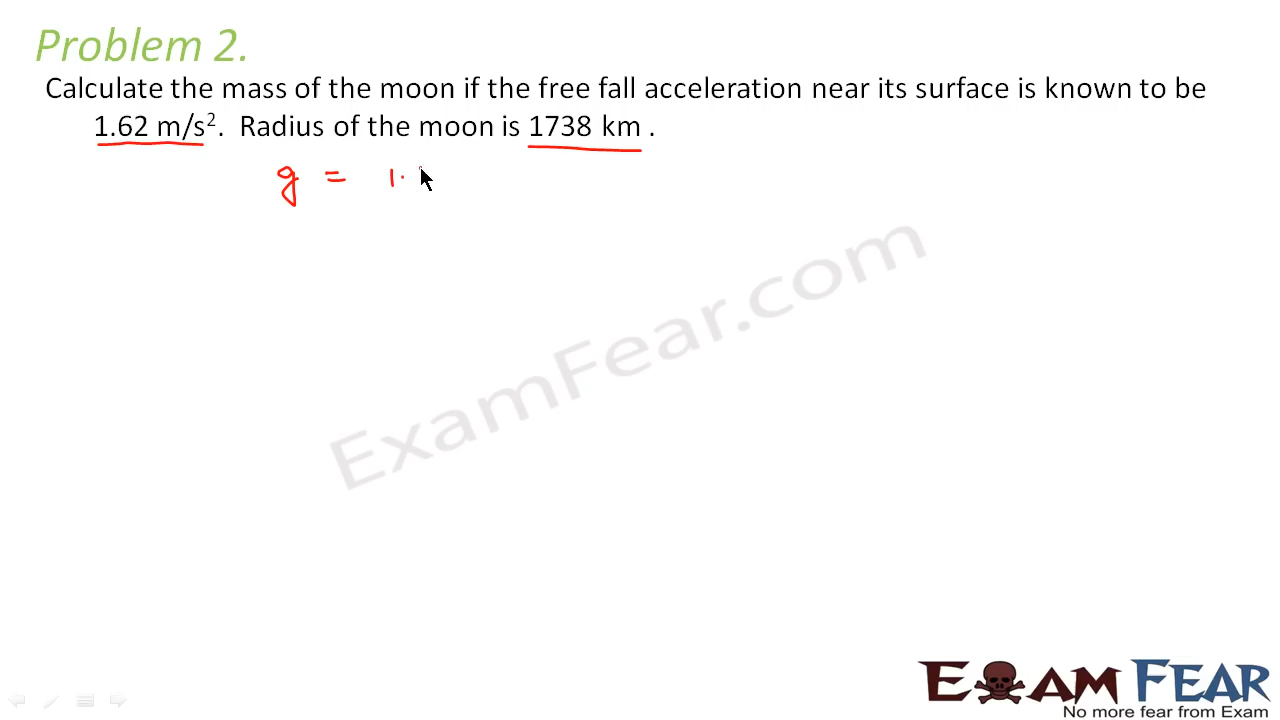 Problem 2.
Calculate the mass of the moon if the free fall acceleration near its surface is known to be
1.62 m/s². Radius of the moon is 1738 km .
g = 1.
ExamFear.com
EXAM FEAR
No more fear from Exam